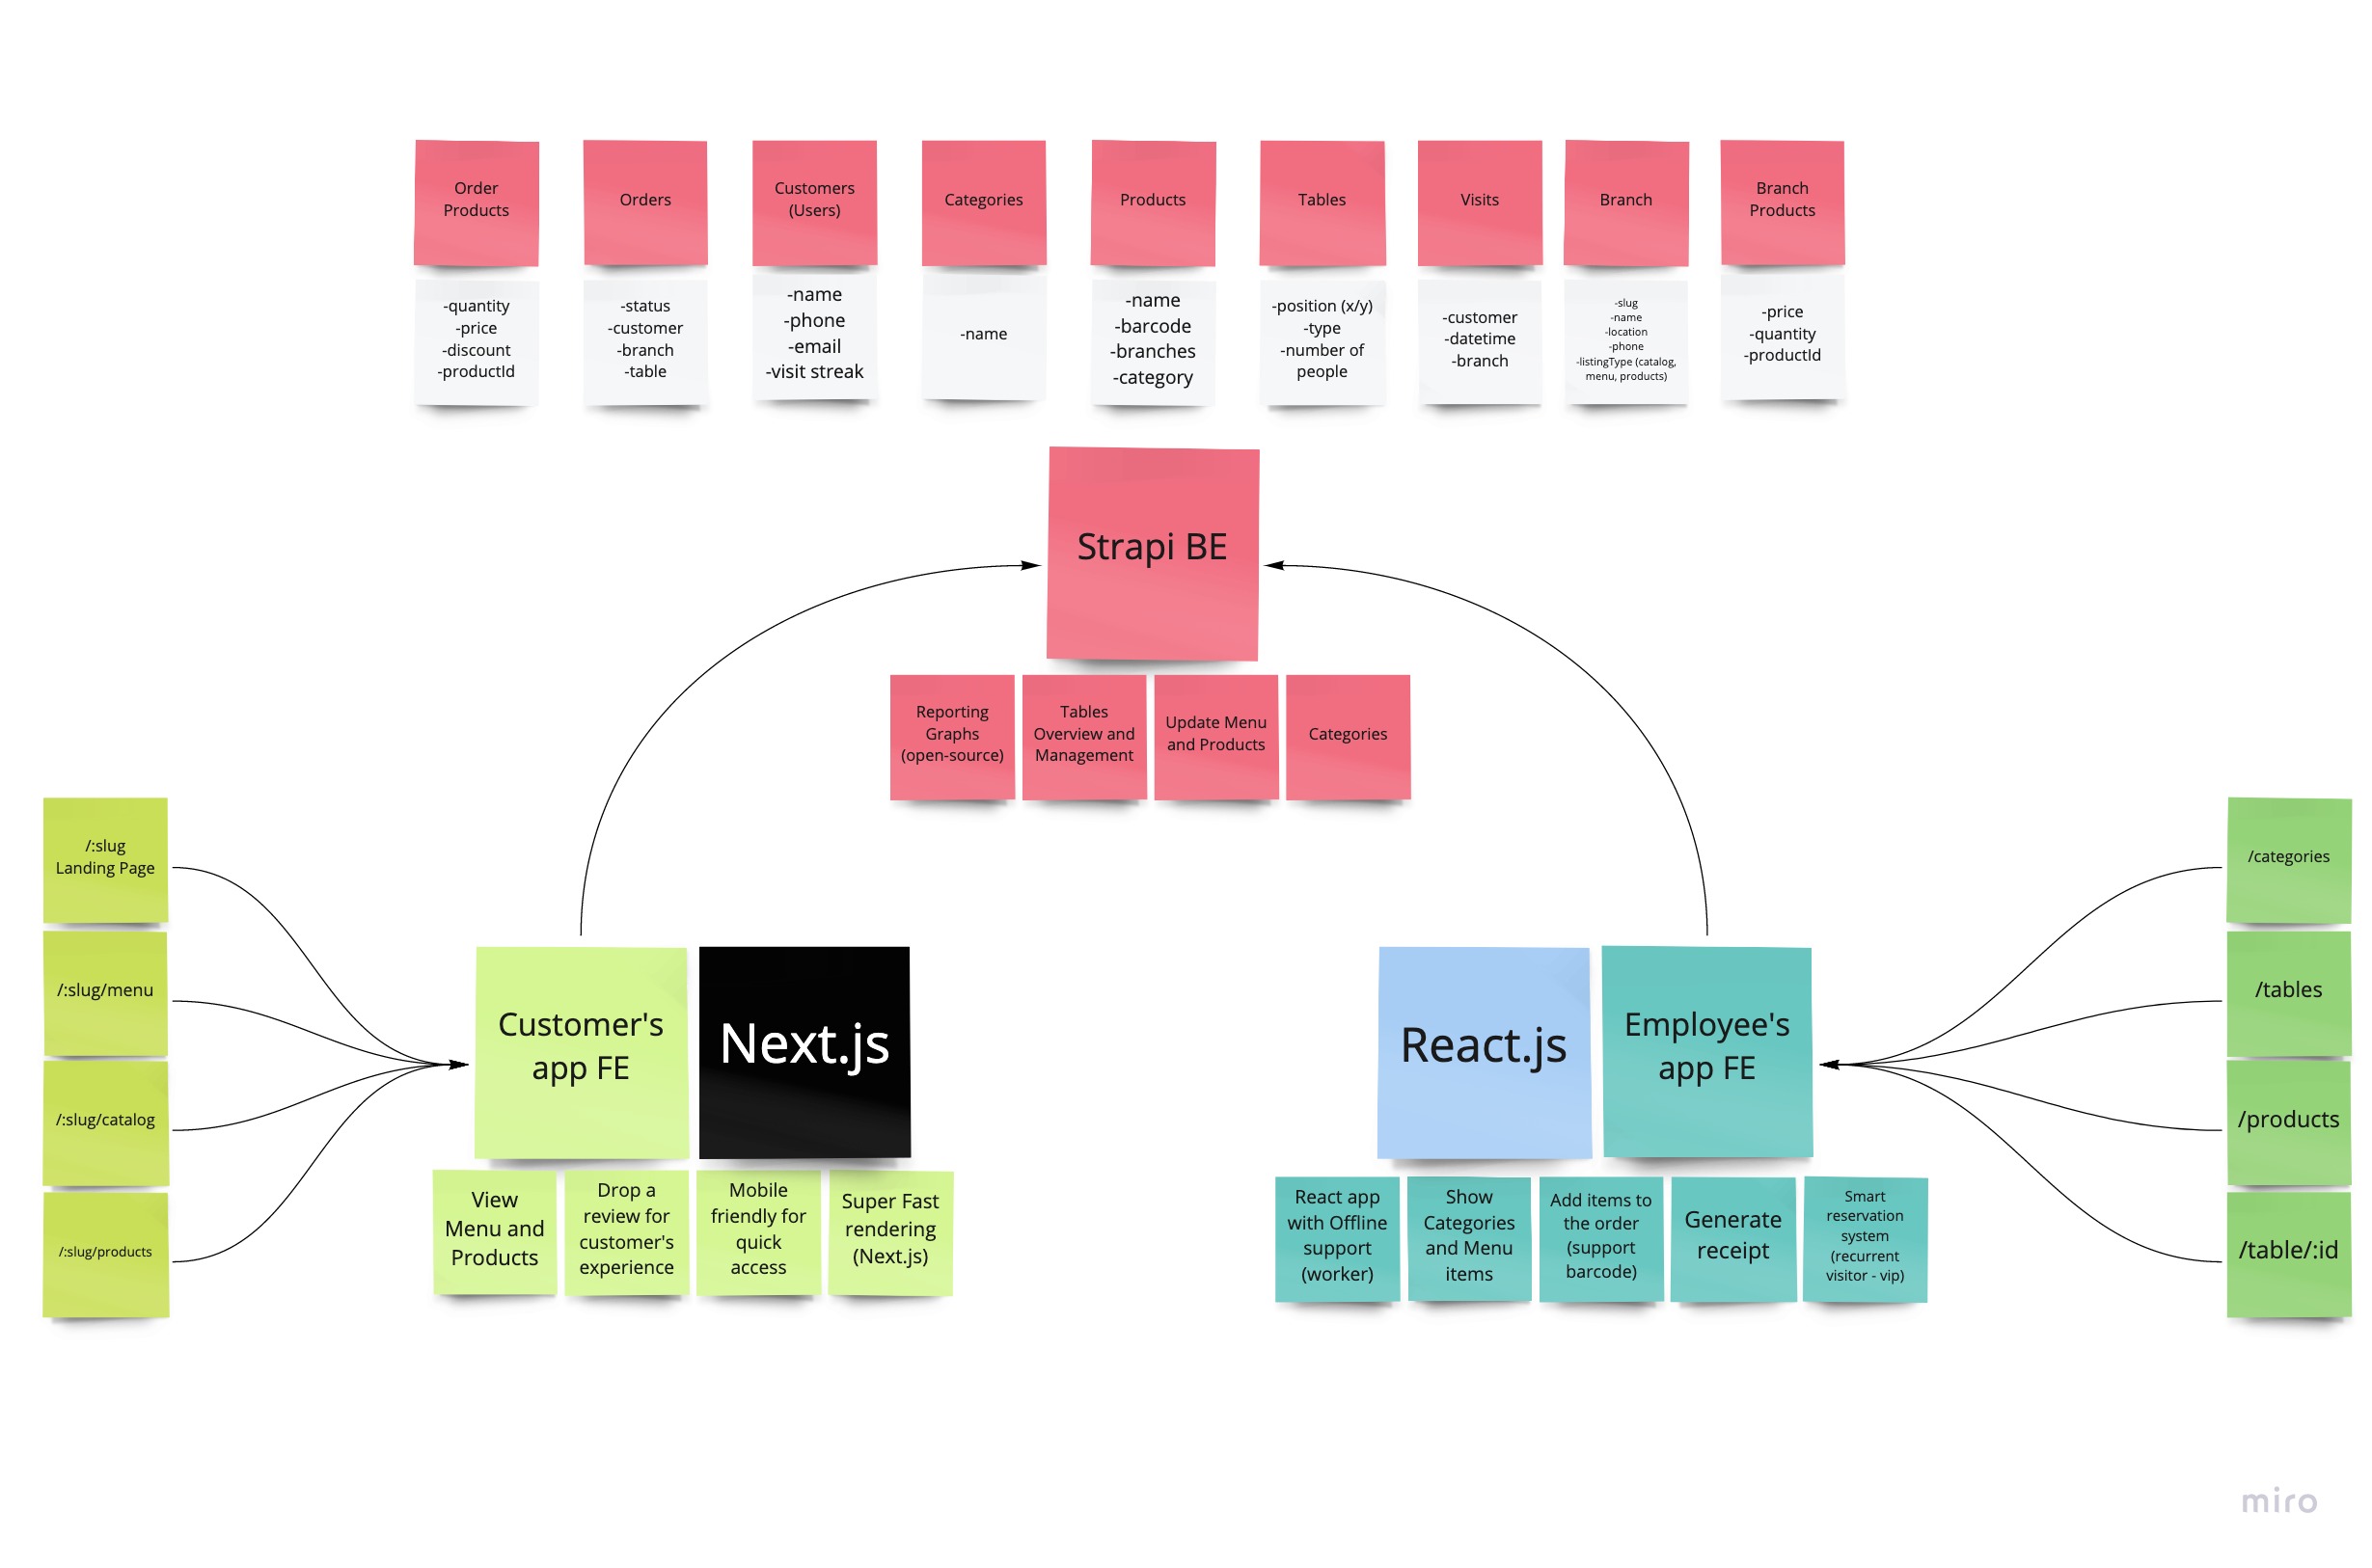 Order
Products
Orders
Customers
(Users)
Categories
Products
Tables
Visits
Branch
Branch
Products
-quantity
-price
-discount
-productId
-status
-customer
-branch
-table
-name
-phone
-email
-visit streak
-name
-name
-barcode
-branches
-category
-position (x/y)
-type
-number of
people
-customer
-datetime
-branch
-slug
-name
-location
-phone
-listingType (catalog,
menu, products)
-price
-quantity
-productId
Strapi BE
Reporting
Graphs
(open-source)
Tables
Overview and
Management
Update Menu
and Products
Categories
/:slug
Landing Page
/:slug/menu
/:slug/catalog
/:slug/products
Customer's
app FE
Next.js
View
Menu and
Products
Drop a
review for
customer's
experience
Mobile
friendly for
quick
access
Super Fast
rendering
(Next.js)
React.js
Employee's
app FE
React app
with Offline
support
(worker)
Show
Categories
and Menu
items
Add items to
the order
(support
barcode)
Generate
receipt
Smart
reservation
system
(recurrent
visitor - vip)
/categories
/tables
/products
/table/:id
miro